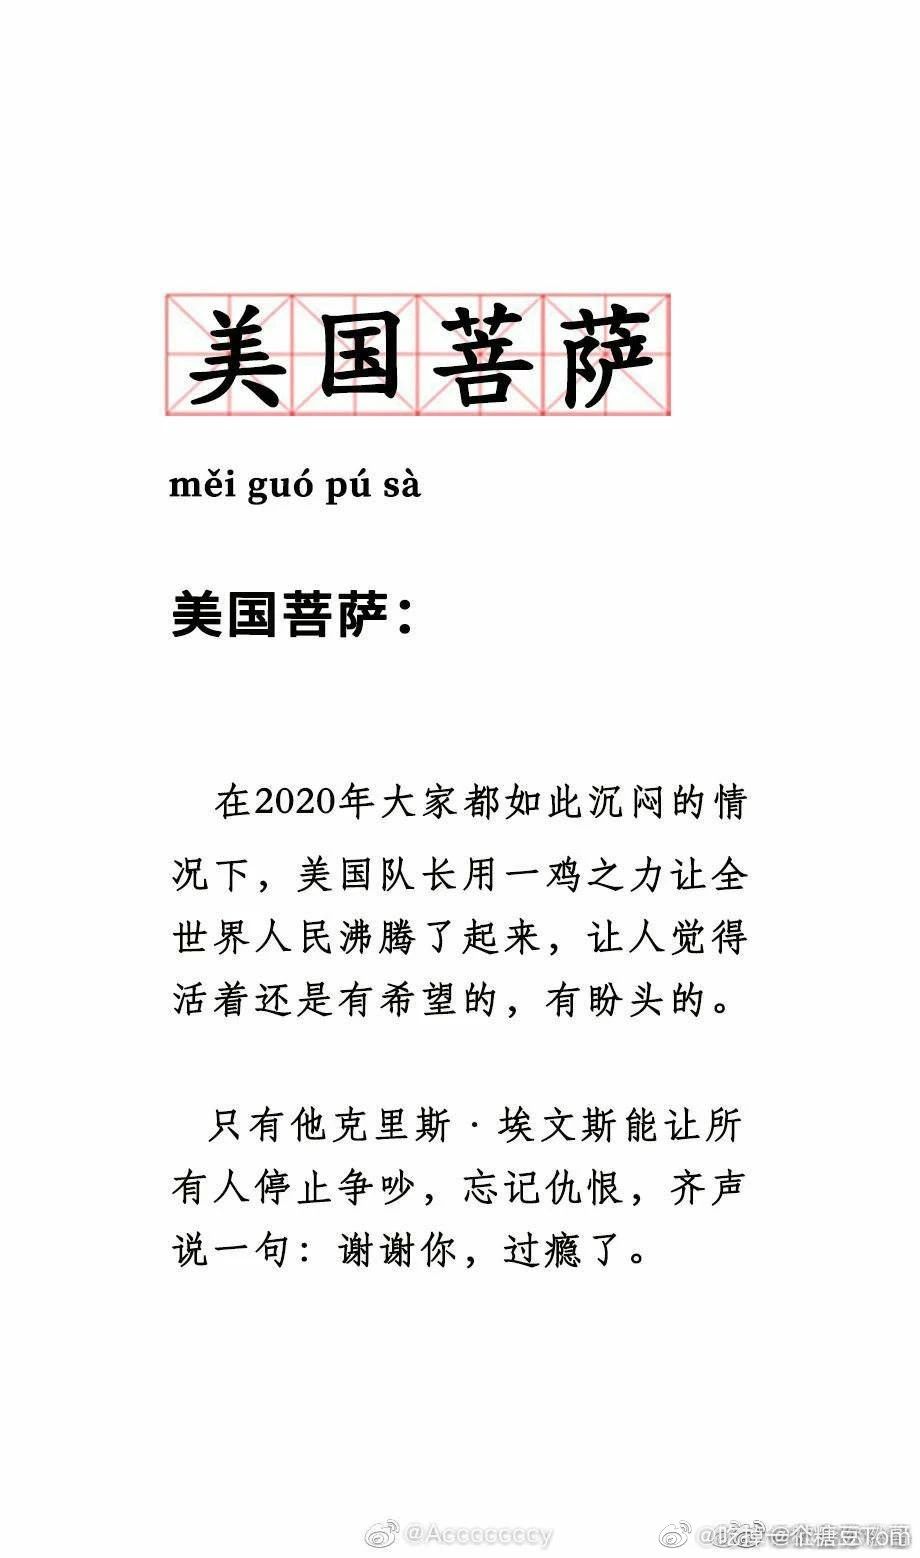 美国菩萨
měi guó pú sà
美国菩萨：
在2020年大家都如此沉闷的情
况下，美国队长用一鸡之力让全
世界人民沸腾了起来，让人觉得
活着还是有希望的，有盼头的。
只有他克里斯·埃文斯能让所
有人停止争吵，忘记仇恨，齐声
说一句：谢谢你，过瘾了。
@Acccccccy